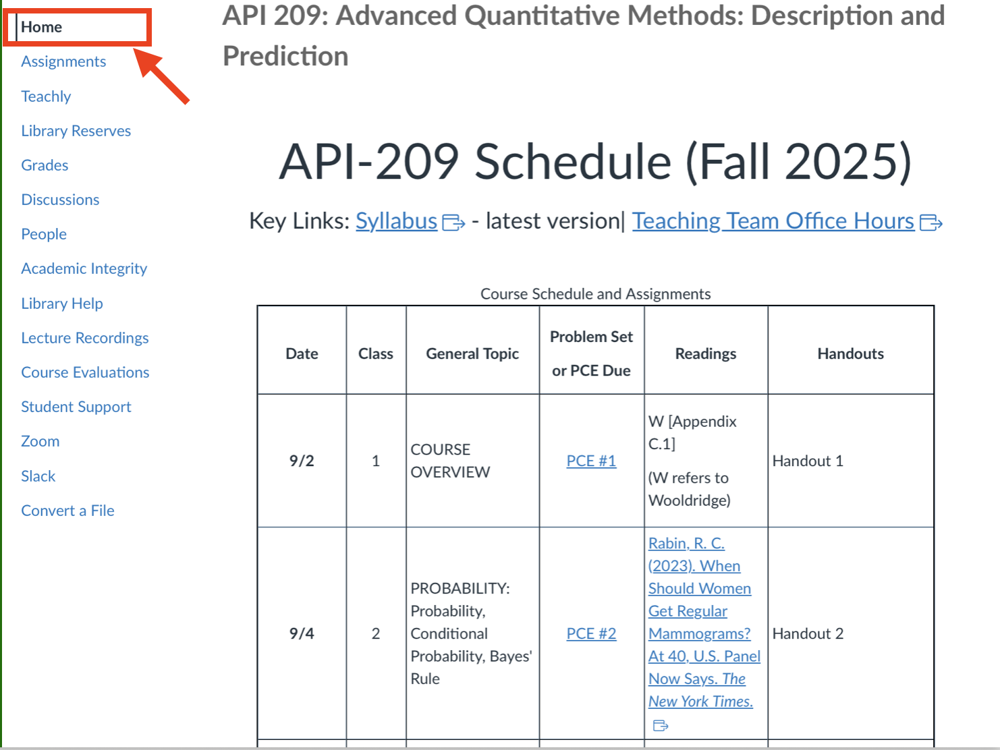 Home
Assignments
Teachly
Library Reserves
Grades
Discussions
People
Academic Integrity
Library Help
Lecture Recordings
Course Evaluations
Student Support
Zoom
Slack
Convert a File
API 209: Advanced Quantitative Methods: Description and
Prediction
API-209 Schedule (Fall 2025)
Key Links: Syllabus - latest version| Teaching Team Office Hours
Course Schedule and Assignments
Date
Class
General Topic
Problem Set
or PCE Due
Readings
Handouts
9/2
1
COURSE
OVERVIEW
PCE #1
W [Appendix
C.1]
(W refers to
Wooldridge)
Handout 1
9/4
2
PROBABILITY:
Probability,
Conditional
Probability, Bayes'
Rule
PCE #2
Rabin, R. C.
(2023). When
Should Women
Get Regular
Mammograms?
At 40, U.S. Panel
Now Says. The
New York Times.
Handout 2